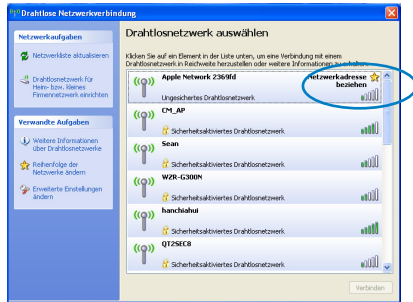 Drahtlose Netzwerkverbindung
Netzwerkaufgaben
Netzwerkliste aktualisieren
Drahtlosnetzwerk für
Heim- bzw. kleines
Firmennetzwerk einrichten
Verwandte Aufgaben
Weitere Informationen
über Drahtlosnetzwerke
Reihenfolge der
Netzwerke ändern
Erweiterte Einstellungen
ändern
Drahtlosnetzwerk auswählen
Klicken Sie auf ein Element in der Liste unten, um eine Verbindung mit einem
Drahtlosnetzwerk in Reichweite herzustellen oder weitere Informationen zu erhalten.
Apple Network 2369fd
Netzwerkadresse
beziehen
Ungesichertes Drahtlosnetzwerk
CM_AP
Sicherheitsaktiviertes Drahtlosnetzwerk
Sean
Sicherheitsaktiviertes Drahtlosnetzwerk
WZR-G300N
Sicherheitsaktiviertes Drahtlosnetzwerk
hanchiahui
Sicherheitsaktiviertes Drahtlosnetzwerk
QT2SEC8
Sicherheitsaktiviertes Drahtlosnetzwerk
Verbinden